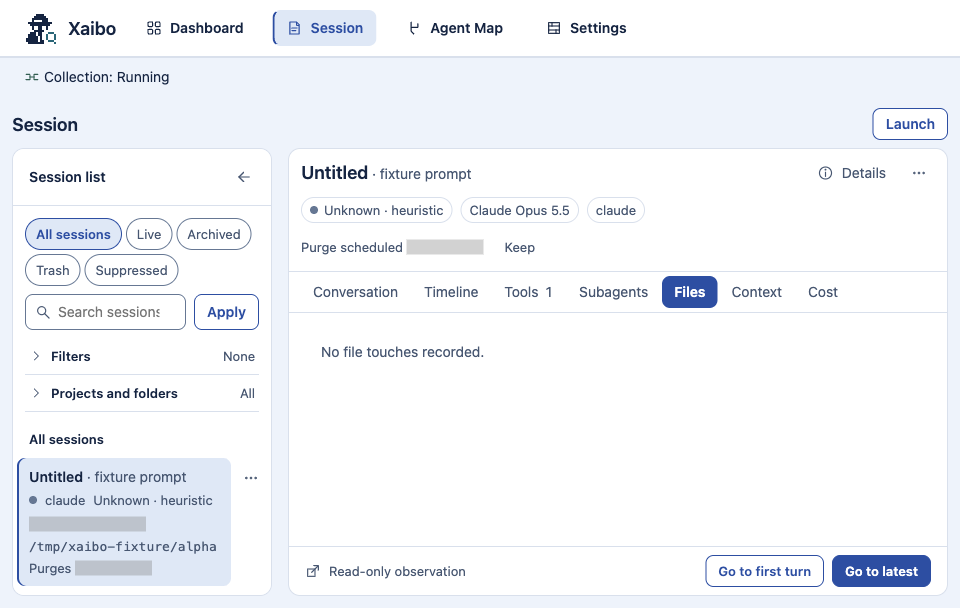 Xaibo
Dashboard
Session
Agent Map
Settings
Collection: Running
Session
Launch
Session list
All sessions
Live
Archived
Trash
Suppressed
Search sessions
Apply
Filters
None
Projects and folders
All
All sessions
Untitled · fixture prompt
claude Unknown · heuristic
/tmp/xaibo-fixture/alpha
Purges
Untitled · fixture prompt
Details
Unknown · heuristic
Claude Opus 5.5
claude
Purge scheduled
Keep
Conversation
Timeline
Tools 1
Subagents
Files
Context
Cost
No file touches recorded.
Read-only observation
Go to first turn
Go to latest